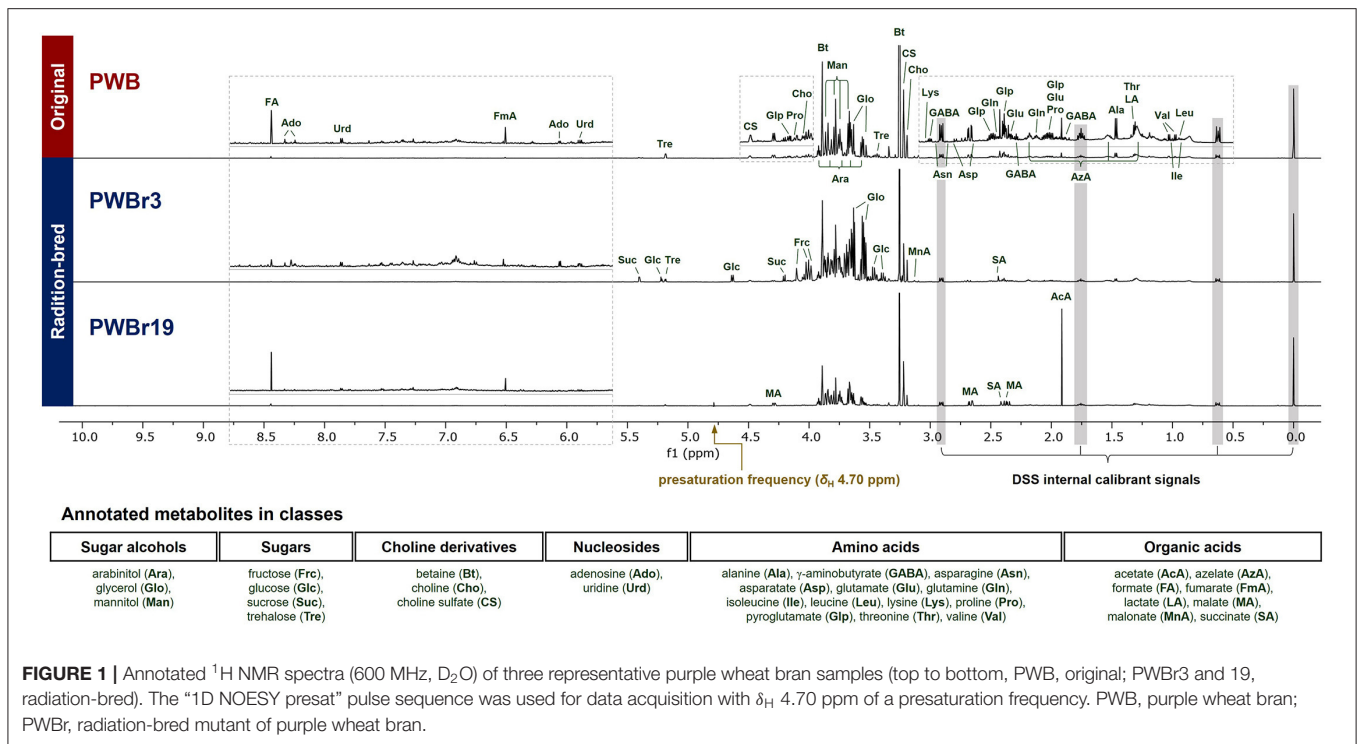 Original
PWB
FA
Ado
Urd
FmA
Ado
Urd
Tre
CS
Glp Pro
Cho
Bt
Man
Glo
Tre
Ara
Bt
CS
Cho
Lys
GABA
Asn
Asp
Glp
Gln
Glp
Glu
GABA
Gln
Glp
Glu
Pro
GABA
AzA
Ala
Thr
LA
Val
Leu
Ile
Radition-bred
PWBr3
Suc
Glc
Tre
Glc
Suc
Frc
Glo
Glc
MnA
SA
PWBr19
MA
MA
SA
MA
AcA
10.0 9.5 9.0 8.5 8.0 7.5 7.0 6.5 6.0 5.5 5.0 4.5 4.0 3.5 3.0 2.5 2.0 1.5 1.0 0.5 0.0
f1 (ppm)
presaturation frequency (δH 4.70 ppm)
DSS internal calibrant signals
Annotated metabolites in classes
Sugar alcohols Sugars Choline derivatives Nucleosides Amino acids Organic acids
arabinitol (Ara),
glycerol (Glo)
mannitol (Man)
fructose (Frc)
glucose (Glc)
sucrose (Suc)
trehalose (Tre)
betaine (Bt),
choline (Cho),
choline sulfate (CS)
adenosine (Ado),
uridine (Urd)
alanine (Ala), γ-aminobutyrate (GABA), asparagine (Asn),
asparatate (Asp), glutamate (Glu), glutamine (Gln),
isoleucine (Ile), leucine (Leu), lysine (Lys), proline (Pro),
pyroglutamate (Glp), threonine (Thr), valine (Val)
acetate (AcA), azelate (AzA),
formate (FA), fumarate (FmA)
lactate (LA), malate (MA),
malonate (MnA), succinate (SA)
FIGURE 1 | Annotated 1H NMR spectra (600 MHz, D2O) of three representative purple wheat bran samples (top to bottom, PWB, original; PWBr3 and 19,
radiation-bred). The “1D NOESY presat” pulse sequence was used for data acquisition with δH 4.70 ppm of a presaturation frequency. PWB, purple wheat bran;
PWBr, radiation-bred mutant of purple wheat bran.